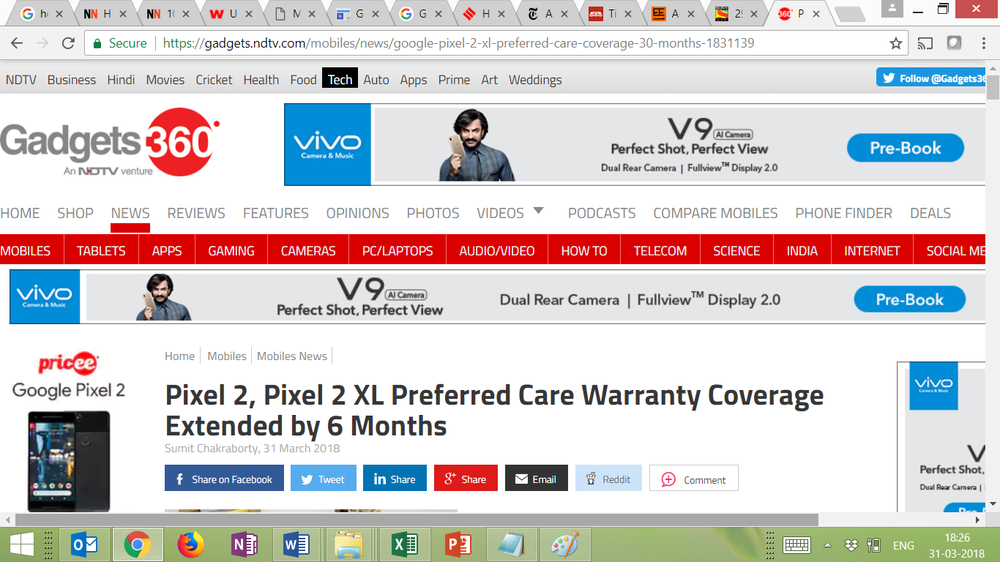 h
NN H
NN 10
W U
M
G
G
H
T A
Ti
A
29
360° P
Secure https://gadgets.ndtv.com/mobiles/news/google-pixel-2-xl-preferred-care-coverage-30-months-1831139
NDTV Business Hindi Movies Cricket Health Food Tech Auto Apps Prime Art Weddings
Follow @Gadgets36
Gadgets 360°
An NDTV venture
vivo
Camera & Music
V9 AI Camera
Perfect Shot, Perfect View
Dual Rear Camera | Fullview™ Display 2.0
Pre-Book
HOME SHOP NEWS REVIEWS FEATURES OPINIONS PHOTOS VIDEOS PODCASTS COMPARE MOBILES PHONE FINDER DEALS
MOBILES TABLETS APPS GAMING CAMERAS PC/LAPTOPS AUDIO/VIDEO HOW TO TELECOM SCIENCE INDIA INTERNET SOCIAL ME
vivo
Camera & Music
V9 AI Camera
Perfect Shot, Perfect View
Dual Rear Camera | Fullview™ Display 2.0
Pre-Book
pricee
Google Pixel 2
Home Mobiles Mobiles News
Pixel 2, Pixel 2 XL Preferred Care Warranty Coverage
Extended by 6 Months
Sumit Chakraborty, 31 March 2018
Share on Facebook Tweet Share Share Email Reddit Comment
vivo
Camera & Music
V
Perfect Shot,
Dual Rear Camera | Full
Pre-
ENG
18:26
31-03-2018